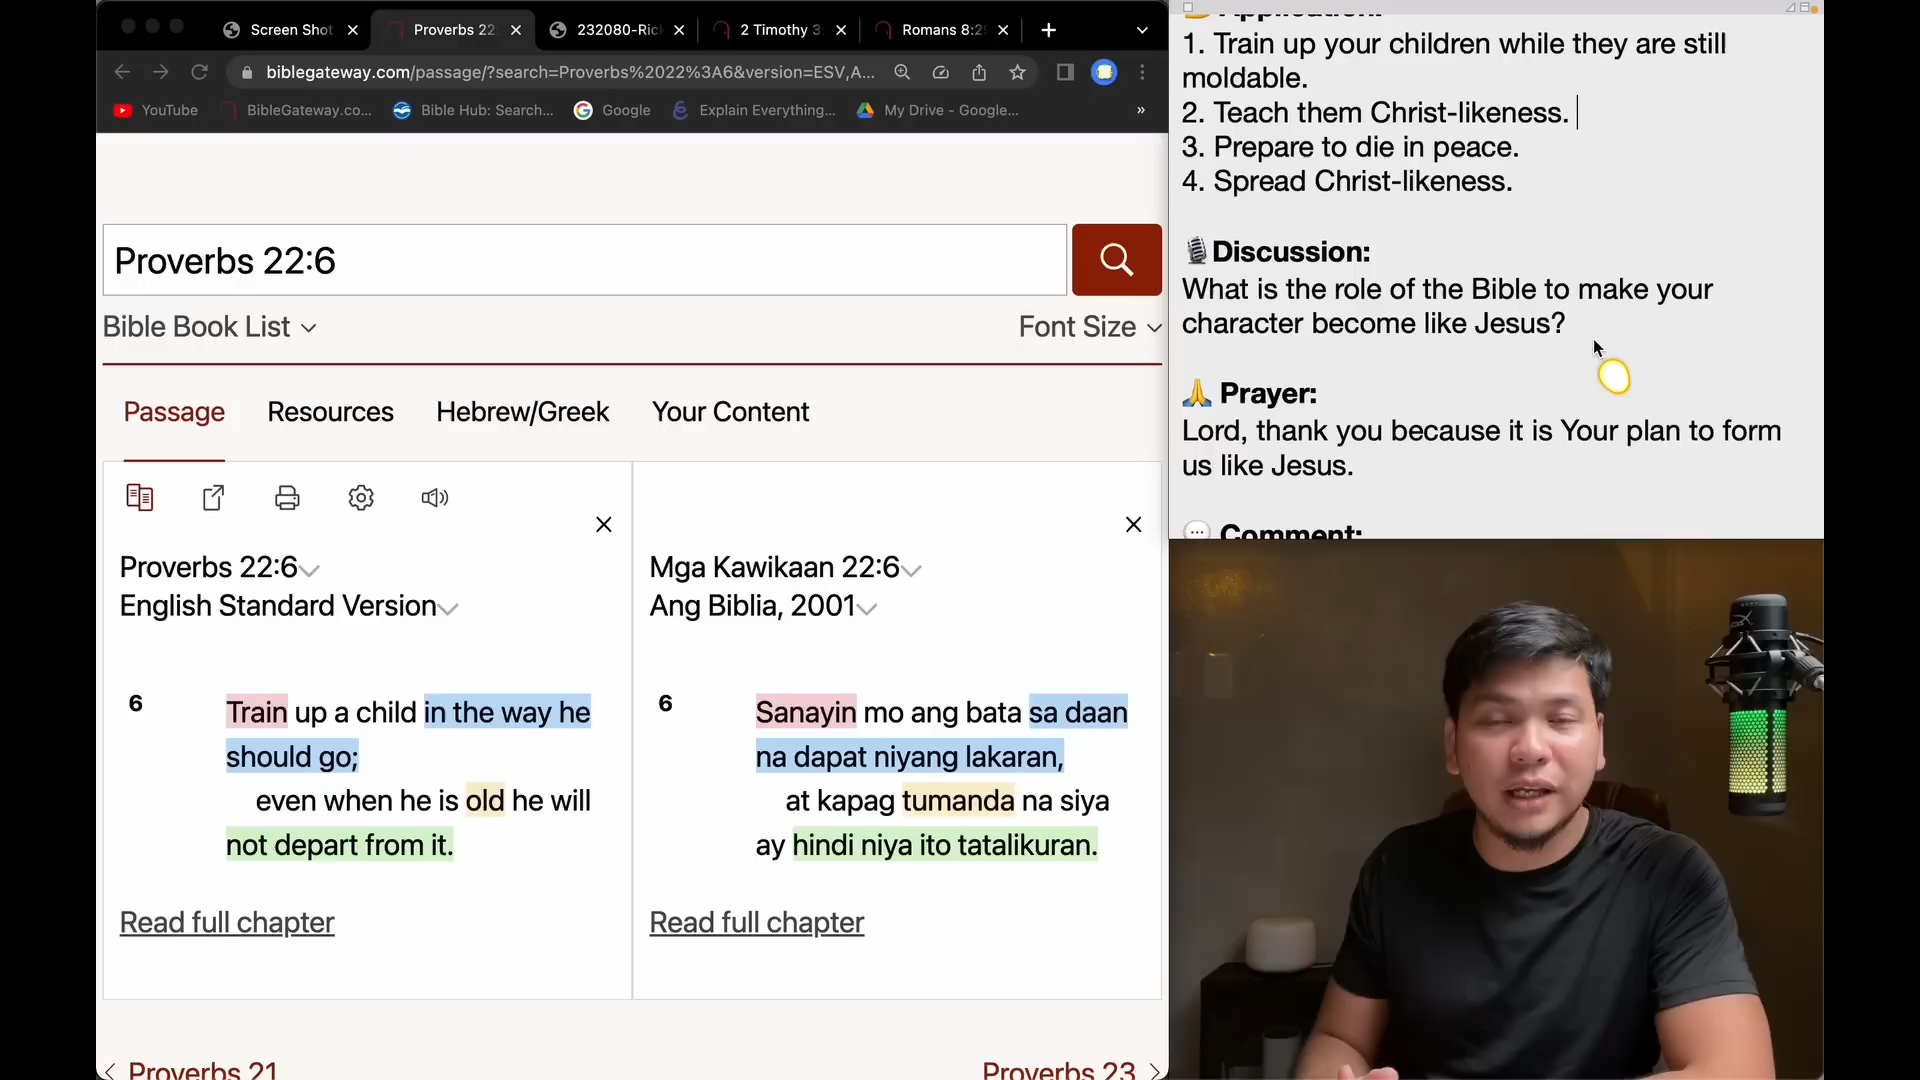 Screen Shot
Proverbs 22:
232080-Rick
2 Timothy 3:
Romans 8:29
biblegateway.com/passage/?search=Proverbs%2022%3A6&version=ESV,A...
YouTube
BibleGateway.co...
Bible Hub: Search...
Google
Explain Everything...
My Drive - Google...
»
Proverbs 22:6
Bible Book List
Font Size
Passage
Resources
Hebrew/Greek
Your Content
Proverbs 22:6
English Standard Version
6 Train up a child in the way he
should go;
even when he is old he will
not depart from it.
Read full chapter
Mga Kawikaan 22:6
Ang Biblia, 2001
6 Sanayin mo ang bata sa daan
na dapat niyang lakaran,
at kapag tumanda na siya
ay hindi niya ito tatalikuran.
Read full chapter
Proverbs 21
Proverbs 23
Application:
1. Train up your children while they are still
moldable.
2. Teach them Christ-likeness.
3. Prepare to die in peace.
4. Spread Christ-likeness.
🎙Discussion:
What is the role of the Bible to make your
character become like Jesus?
🙏 Prayer:
Lord, thank you because it is Your plan to form
us like Jesus.
💬 Comment: